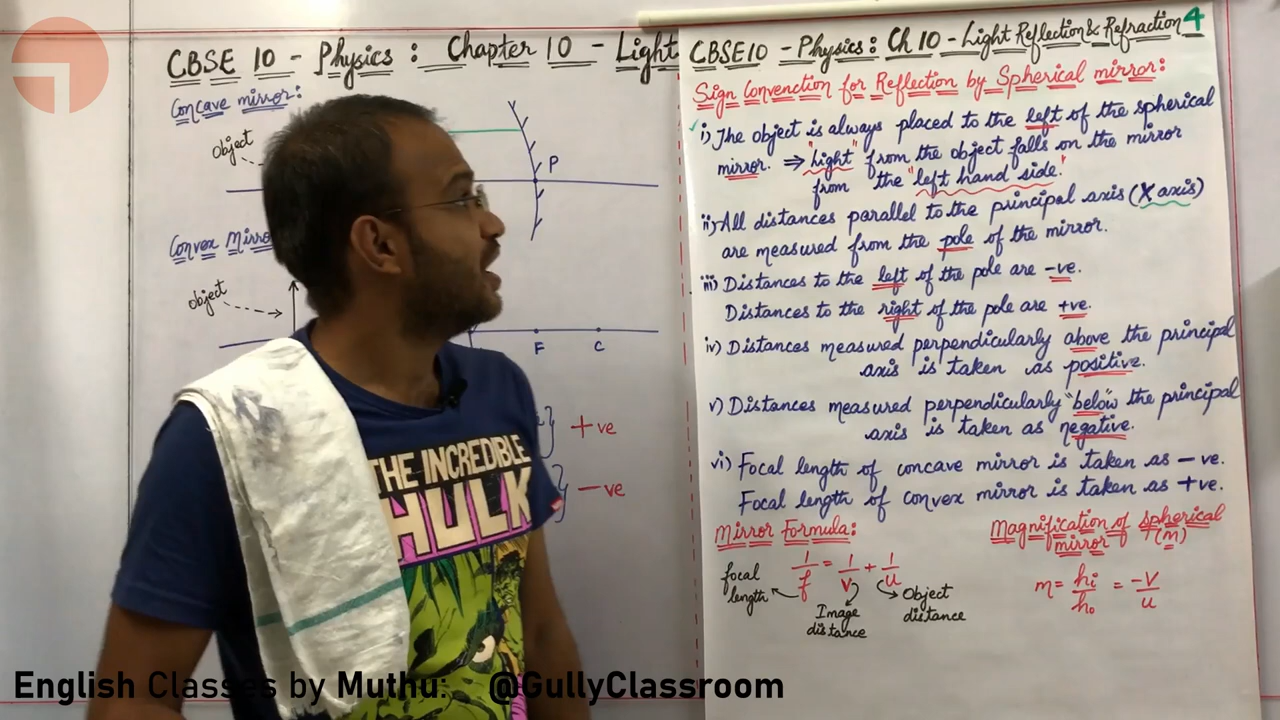 CBSE 10 - Physics : Chapter 10 - Light
Concave mirror:
Object
P
Convex Mirro
object
F C
} +ve
} -ve
THE INCREDIBLE
HULK
CBSE10 - Physics: Ch 10 - Light Reflection & Refraction 4
Sign Convenction for Reflection by Spherical mirror:
i) The object is always placed to the left of the spherical
mirror. ⇒ "Light" from the object falls on the mirror
from the "left hand side."
ii) All distances parallel to the principal axis (X axis)
are measured from the pole of the mirror.
iii) Distances to the left of the pole are -ve.
Distances to the right of the pole are +ve.
iv) Distances measured perpendicularly above the principal
axis is taken as positive.
v) Distances measured perpendicularly "below" the principal
axis is taken as negative.
vi) Focal length of concave mirror is taken as -ve.
Focal length of convex mirror is taken as +ve.
Mirror Formula:
1/f = 1/v + 1/u
focal length
Image distance
Object distance
Magnification of spherical
mirror (m)
m = hi/ho = -v/u
English Classes by Muthu: @GullyClassroom